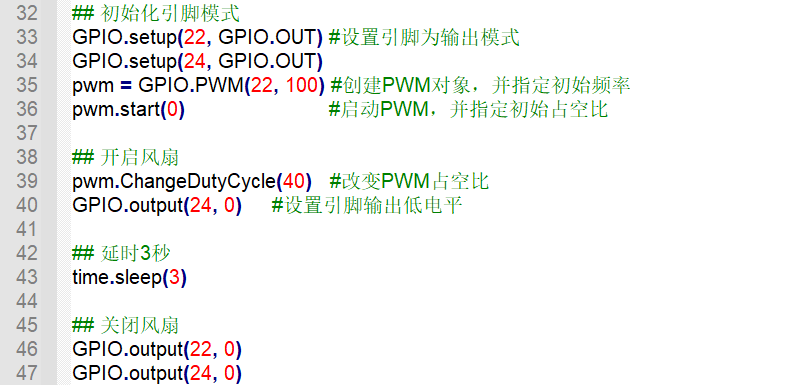 32 ## 初始化引脚模式
33 GPIO.setup(22, GPIO.OUT) #设置引脚为输出模式
34 GPIO.setup(24, GPIO.OUT)
35 pwm = GPIO.PWM(22, 100) #创建PWM对象，并指定初始频率
36 pwm.start(0) #启动PWM，并指定初始占空比
37
38 ## 开启风扇
39 pwm.ChangeDutyCycle(40) #改变PWM占空比
40 GPIO.output(24, 0) #设置引脚输出低电平
41
42 ## 延时3秒
43 time.sleep(3)
44
45 ## 关闭风扇
46 GPIO.output(22, 0)
47 GPIO.output(24, 0)